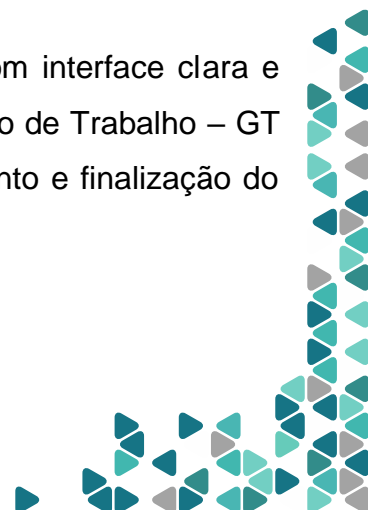 om interface clara e
o de Trabalho – GT
nto e finalização do